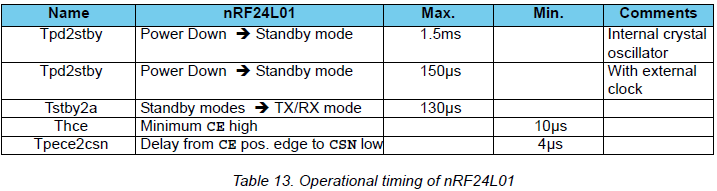 Name nRF24L01 Max. Min. Comments
Tpd2stby Power Down ➔ Standby mode 1.5ms Internal crystal
oscillator
Tpd2stby Power Down ➔ Standby mode 150µs With external
clock
Tstby2a Standby modes ➔ TX/RX mode 130µs
Thce Minimum CE high 10µs
Tpece2csn Delay from CE pos. edge to CSN low 4µs
Table 13. Operational timing of nRF24L01